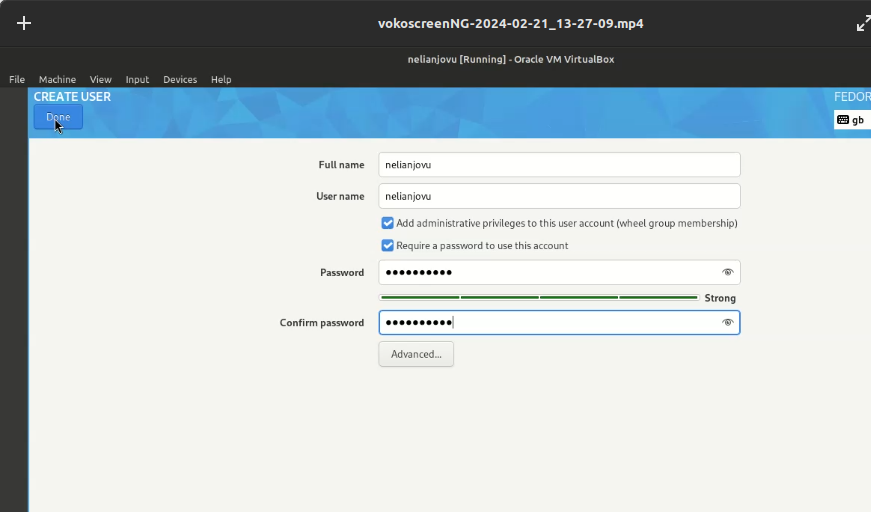 vokoscreenNG-2024-02-21_13-27-09.mp4
nelianjovu [Running] - Oracle VM VirtualBox
File Machine View Input Devices Help
CREATE USER
FEDOR
Done
gb
Full name nelianjovu
User name nelianjovu
Add administrative privileges to this user account (wheel group membership)
Require a password to use this account
Password ●●●●●●●●●●
Strong
Confirm password ●●●●●●●●●●
Advanced...